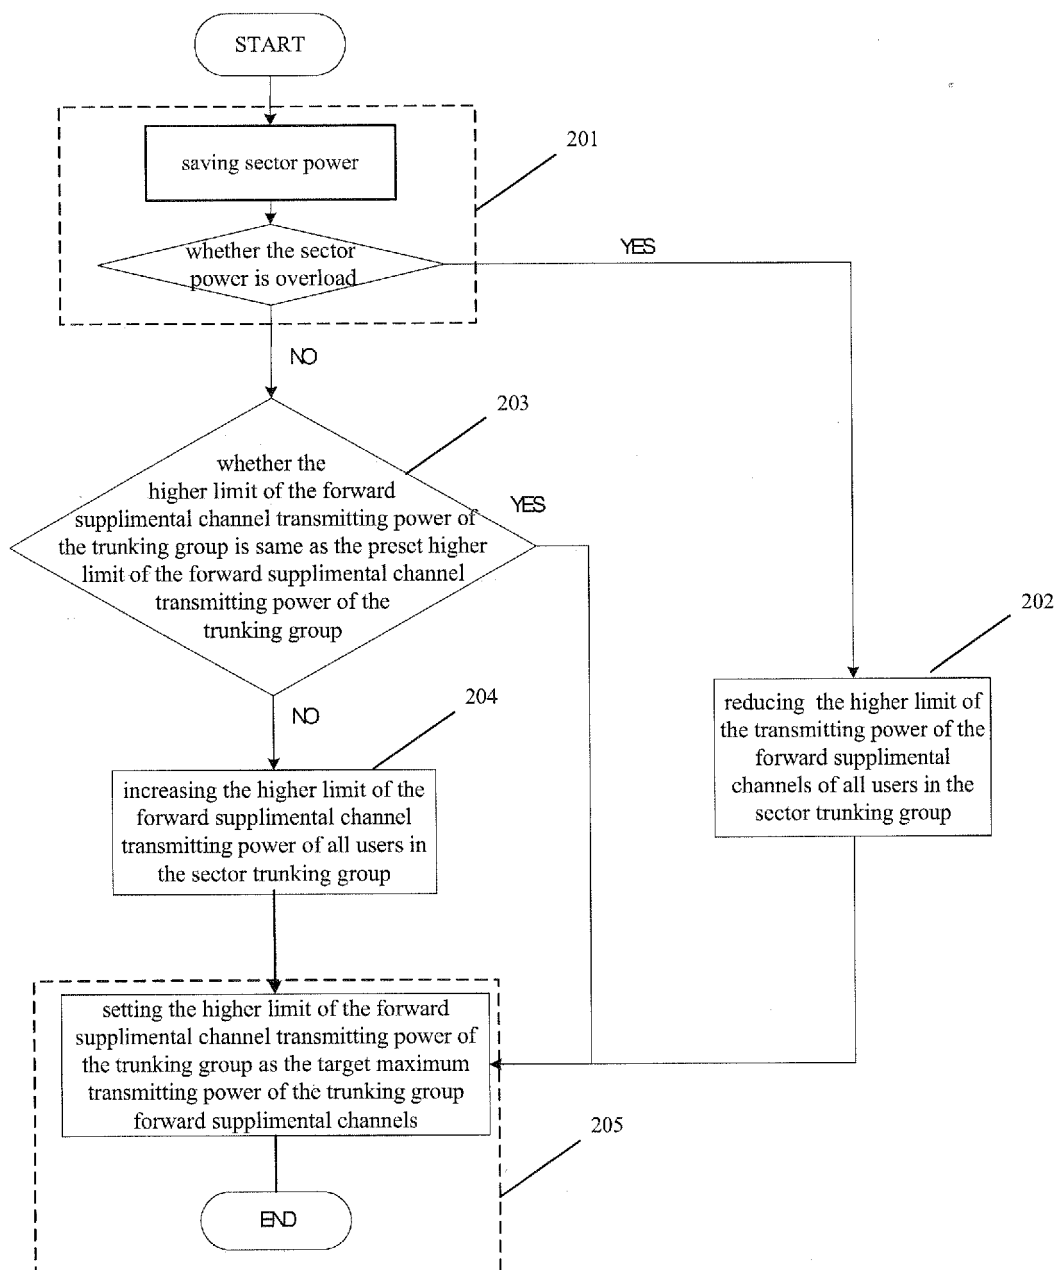 START
saving sector power
201
whether the sector
power is overload
YES
NO
203
whether the
higher limit of the forward
supplimental channel transmitting power of
the trunking group is same as the preset higher
limit of the forward supplimental channel
transmitting power of the
trunking group
YES
202
NO
204
reducing the higher limit of
the transmitting power of the
forward supplimental
channels of all users in the
sector trunking group
increasing the higher limit of the
forward supplimental channel
transmitting power of all users in
the sector trunking group
setting the higher limit of the forward
supplimental channel transmitting power of
the trunking group as the target maximum
transmitting power of the trunking group
forward supplimental channels
205
END